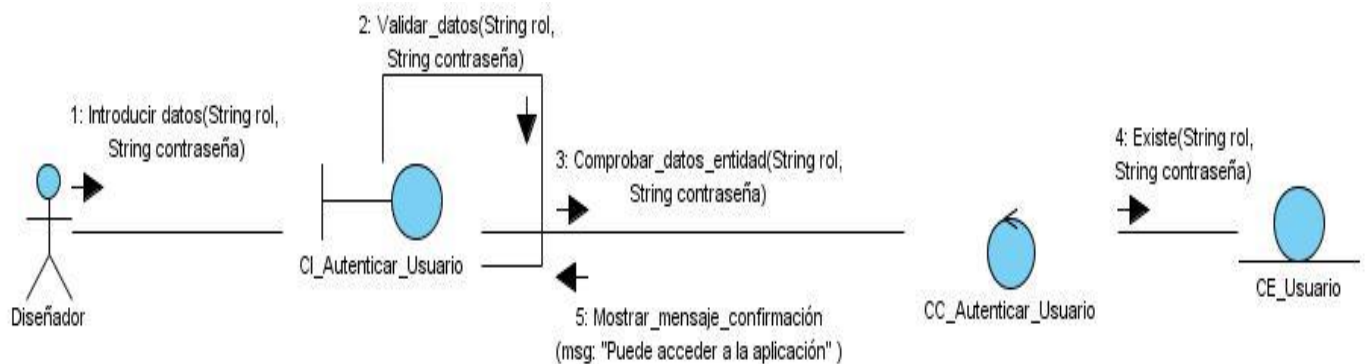 2: Validar_datos(String rol,
String contraseña)
1: Introducir datos(String rol,
String contraseña)
3: Comprobar_datos_entidad(String rol,
String contraseña)
4: Existe(String rol,
String contraseña)
CI_Autenticar_Usuario
CE_Usuario
Diseñador
CC_Autenticar_Usuario
5: Mostrar_mensaje_confirmación
(msg: "Puede acceder a la aplicación" )